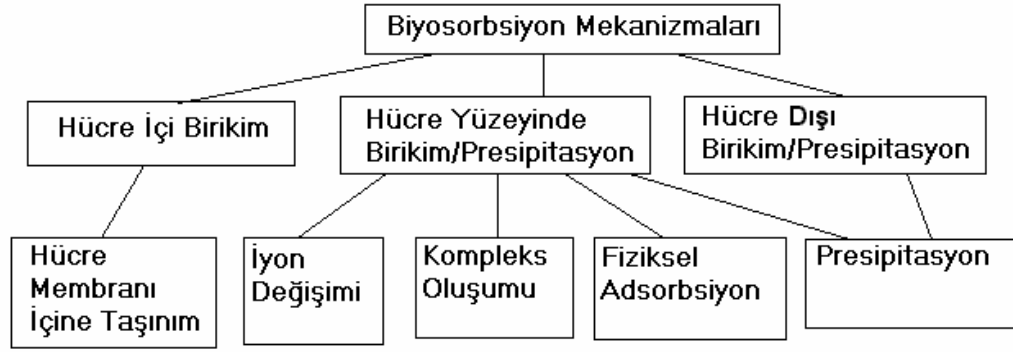 Biyosorbsiyon Mekanizmaları
Hücre İçi Birikim
Hücre Yüzeyinde
Birikim/Presipitasyon
Hücre Dışı
Birikim/Presipitasyon
Hücre
Membranı
İçine Taşınım
İyon
Değişimi
Kompleks
Oluşumu
Fiziksel
Adsorbsiyon
Presipitasyon